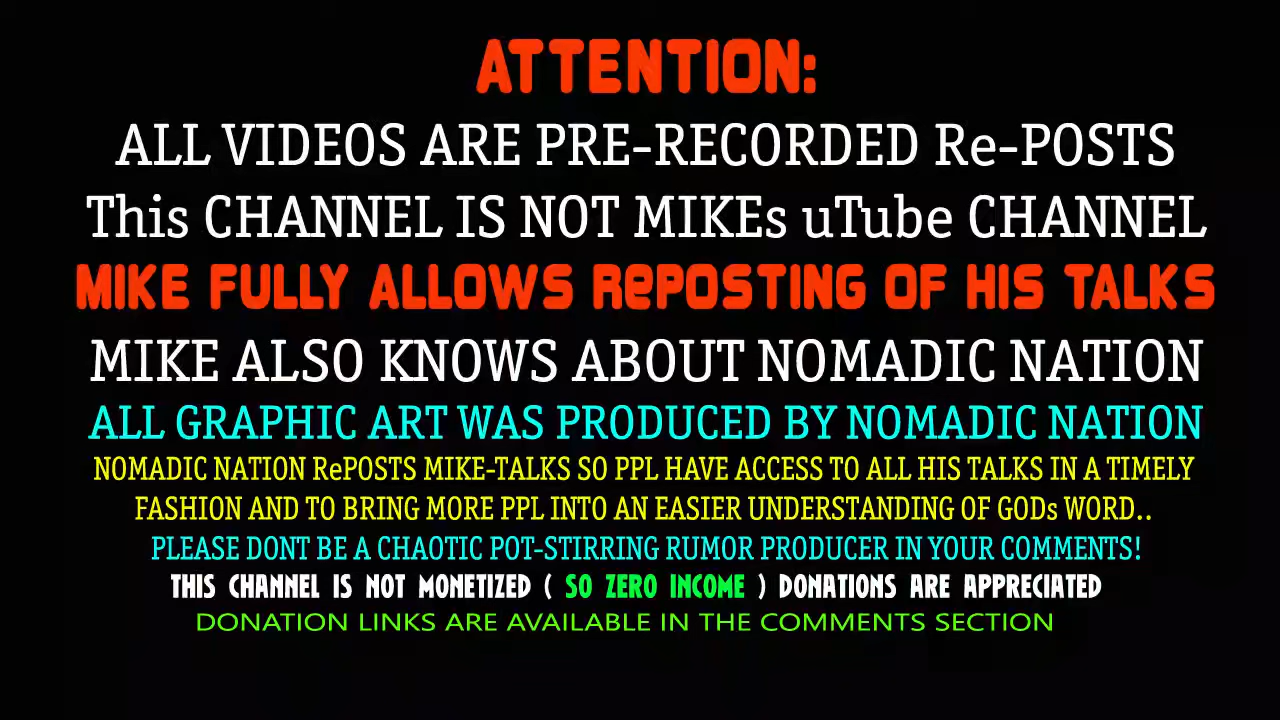 ATTENTION:
ALL VIDEOS ARE PRE-RECORDED Re-POSTS
This CHANNEL IS NOT MIKEs uTube CHANNEL
MIKE FULLY ALLOWS RePOSTING OF HIS TALKS
MIKE ALSO KNOWS ABOUT NOMADIC NATION
ALL GRAPHIC ART WAS PRODUCED BY NOMADIC NATION
NOMADIC NATION RePOSTS MIKE-TALKS SO PPL HAVE ACCESS TO ALL HIS TALKS IN A TIMELY
FASHION AND TO BRING MORE PPL INTO AN EASIER UNDERSTANDING OF GODs WORD..
PLEASE DONT BE A CHAOTIC POT-STIRRING RUMOR PRODUCER IN YOUR COMMENTS!
THIS CHANNEL IS NOT MONETIZED ( SO ZERO INCOME ) DONATIONS ARE APPRECIATED
DONATION LINKS ARE AVAILABLE IN THE COMMENTS SECTION